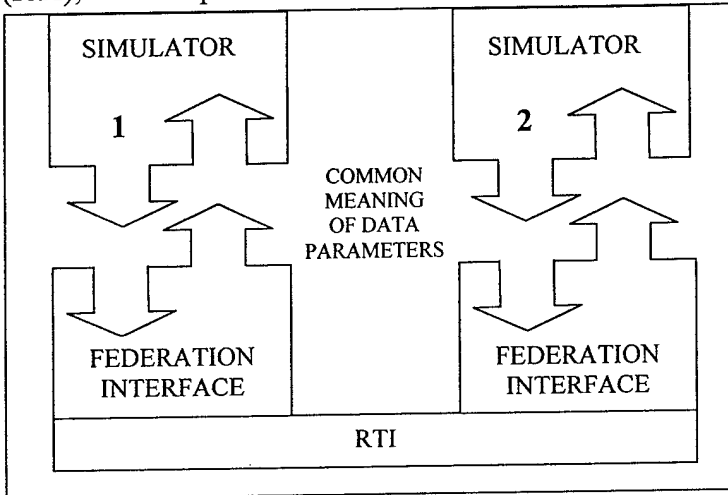 SIMULATOR
1
SIMULATOR
2
COMMON
MEANING
OF DATA
PARAMETERS
FEDERATION
INTERFACE
FEDERATION
INTERFACE
RTI